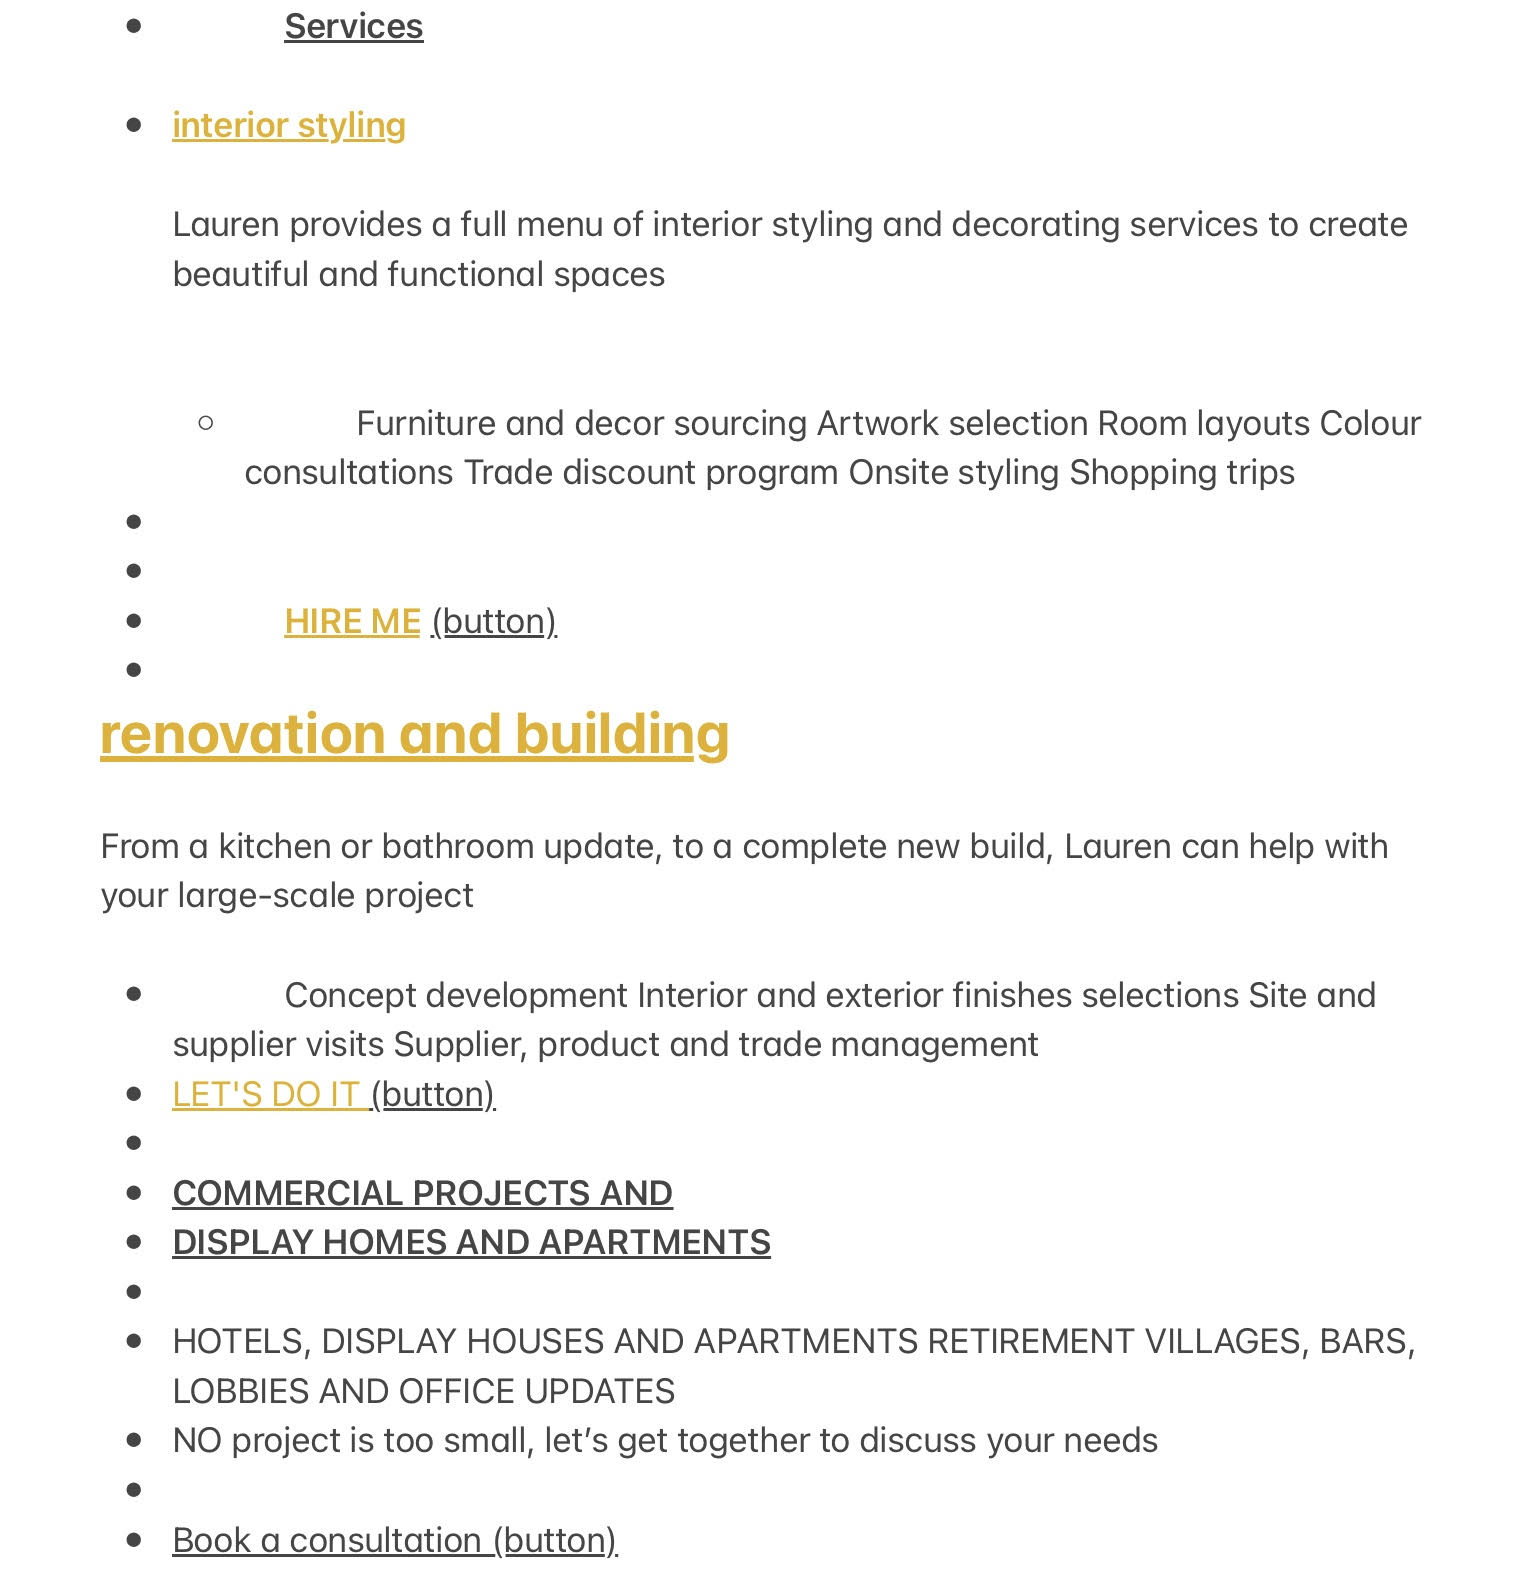 Services
interior styling
Lauren provides a full menu of interior styling and decorating services to create
beautiful and functional spaces
Furniture and decor sourcing Artwork selection Room layouts Colour
consultations Trade discount program Onsite styling Shopping trips
HIRE ME (button)
renovation and building
From a kitchen or bathroom update, to a complete new build, Lauren can help with
your large-scale project
Concept development Interior and exterior finishes selections Site and
supplier visits Supplier, product and trade management
LET'S DO IT (button)
COMMERCIAL PROJECTS AND
DISPLAY HOMES AND APARTMENTS
HOTELS, DISPLAY HOUSES AND APARTMENTS RETIREMENT VILLAGES, BARS,
LOBBIES AND OFFICE UPDATES
NO project is too small, let’s get together to discuss your needs
Book a consultation (button)